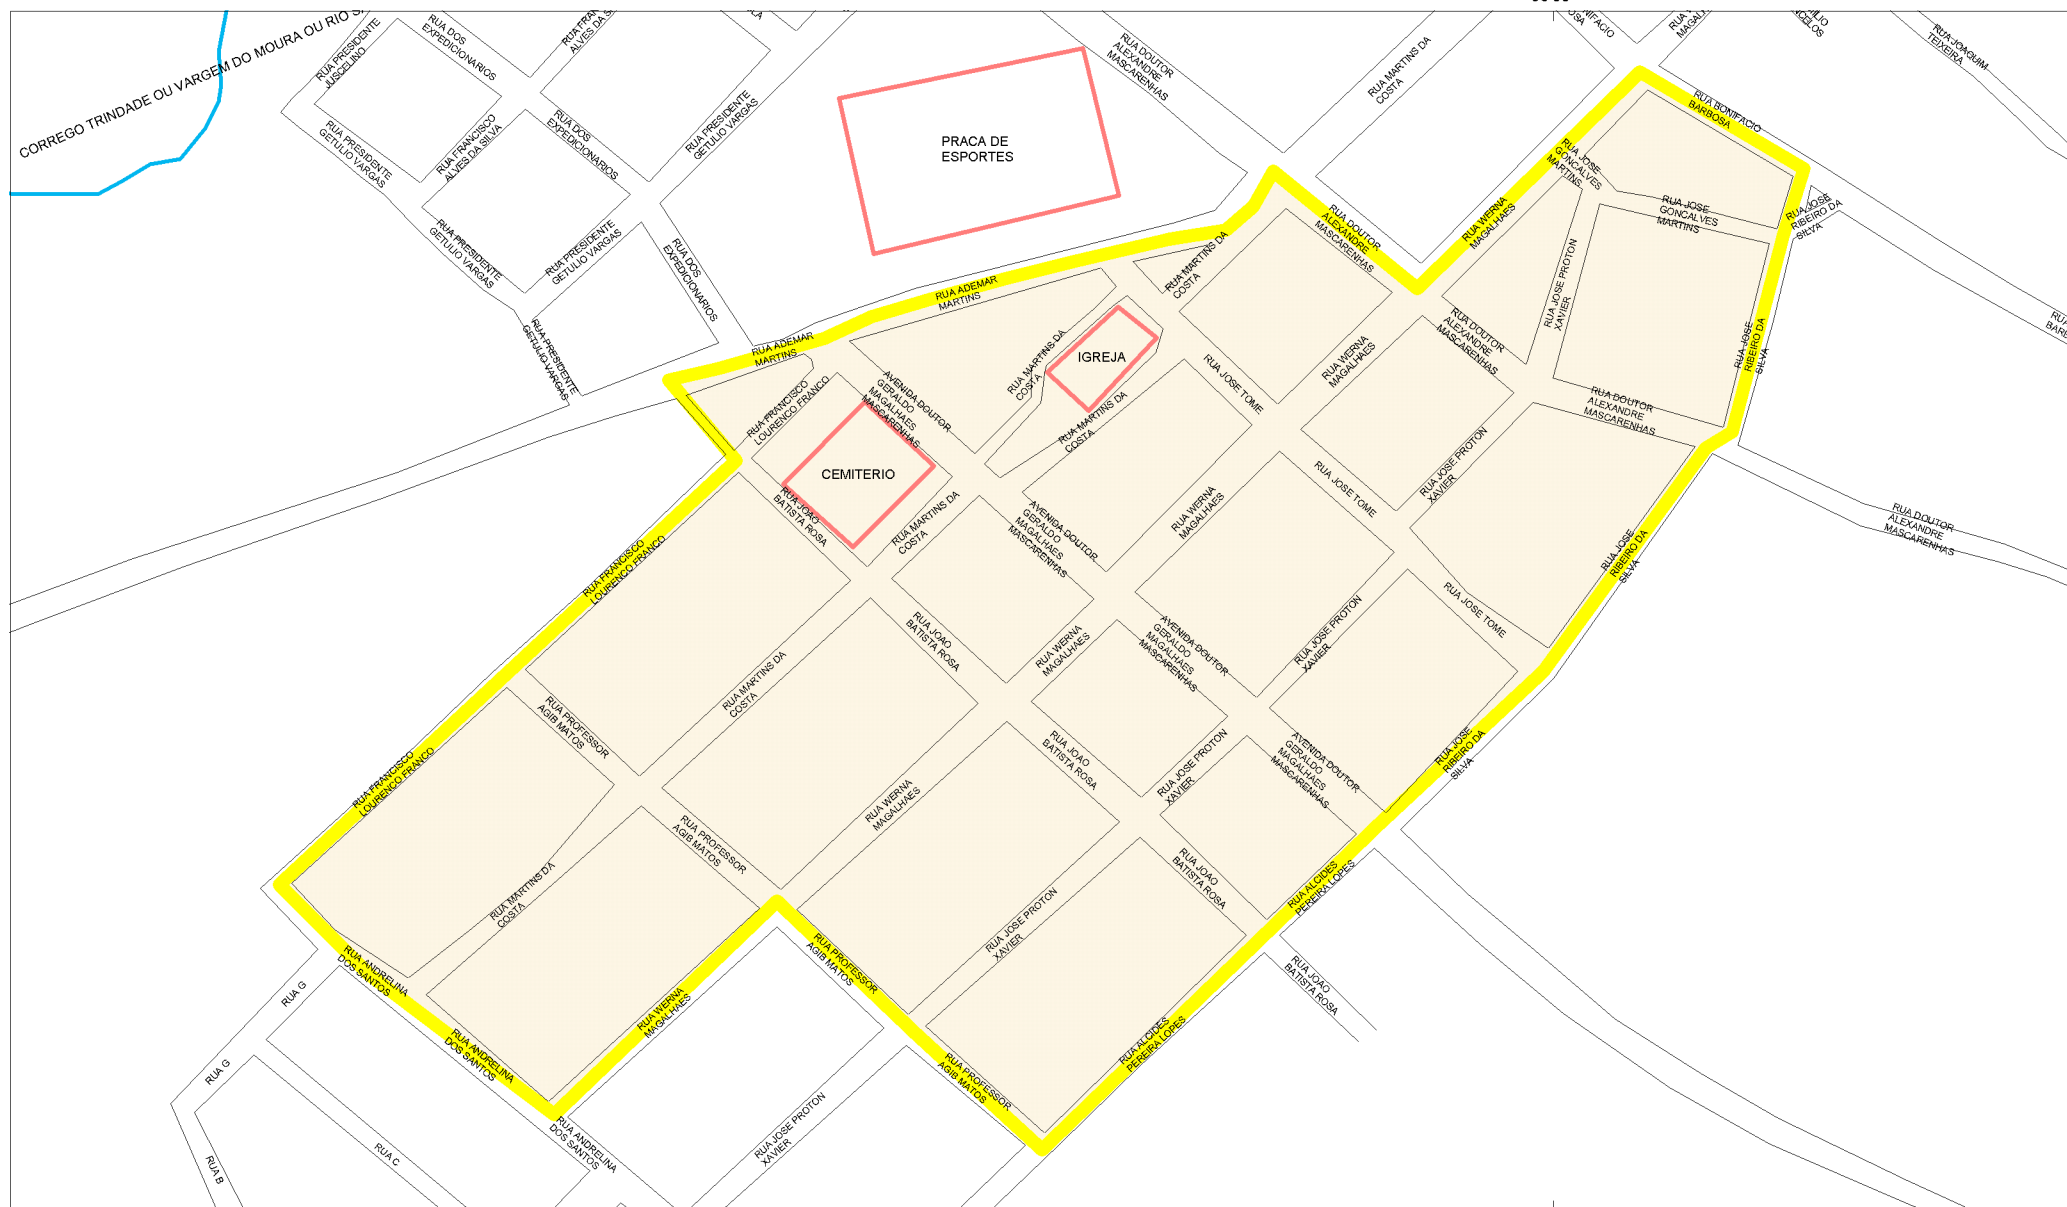 CORREGO TRINDADE OU VARGEM DO MOURA OU RIO
RUA PRESIDENTE
JUSCELINO
RUA DOS
EXPEDICIONARIOS
RUA DOUTOR
ALEXANDRE
MASCARENHAS
RUA MARTINS DA
COSTA
RUA JOAQUIM
TEIXEIRA
RUA PRESIDENTE
GETULIO VARGAS
RUA FRANCISCO
ALVES DA SILVA
RUA DOS
EXPEDICIONARIOS
RUA PRESIDENTE
GETULIO VARGAS
PRACA DE
ESPORTES
RUA BONIFACIO
BARBOSA
RUA JOSE
GONCALVES
MARTINS
RUA JOSE
GONCALVES
MARTINS
RUA JOSE
RIBEIRO DA
SILVA
RUA PRESIDENTE
GETULIO VARGAS
RUA PRESIDENTE
GETULIO VARGAS
RUA DOS
EXPEDICIONARIOS
RUA MARTINS DA
COSTA
RUA DOUTOR
ALEXANDRE
MASCARENHAS
RUA WERNA
MAGALHAES
RUA JOSE PROTON
XAVIER
RUA ADEMAR
MARTINS
RUA PRESIDENTE
GETULIO VARGAS
RUA ADEMAR
MARTINS
RUA MARTINS DA
COSTA
IGREJA
RUA JOSE TOME
RUA WERNA
MAGALHAES
RUA DOUTOR
ALEXANDRE
MASCARENHAS
RUA JOSE
RIBEIRO DA
SILVA
RUA FRANCISCO
LOURENCO FRANCO
AVENIDA DOUTOR
GERALDO
MAGALHAES
MASCARENHAS
RUA MARTINS DA
COSTA
RUA DOUTOR
ALEXANDRE
MASCARENHAS
CEMITERIO
RUA JOAO
BATISTA ROSA
RUA MARTINS DA
COSTA
RUA WERNA
MAGALHAES
RUA JOSE TOME
RUA JOSE PROTON
XAVIER
RUA DOUTOR
ALEXANDRE
MASCARENHAS
RUA FRANCISCO
LOURENCO FRANCO
AVENIDA DOUTOR
GERALDO
MAGALHAES
MASCARENHAS
RUA JOSE
RIBEIRO DA
SILVA
RUA JOAO
BATISTA ROSA
RUA WERNA
MAGALHAES
AVENIDA DOUTOR
GERALDO
MAGALHAES
MASCARENHAS
RUA JOSE PROTON
XAVIER
RUA JOSE TOME
RUA PROFESSOR
AGIB MATOS
RUA MARTINS DA
COSTA
RUA FRANCISCO
LOURENCO FRANCO
RUA WERNA
MAGALHAES
RUA JOAO
BATISTA ROSA
RUA JOSE PROTON
XAVIER
AVENIDA DOUTOR
GERALDO
MAGALHAES
MASCARENHAS
RUA JOSE
RIBEIRO DA
SILVA
RUA PROFESSOR
AGIB MATOS
RUA MARTINS DA
COSTA
RUA JOSE PROTON
XAVIER
RUA JOAO
BATISTA ROSA
RUA ALCIDES
PEREIRA LOPES
RUA G
RUA ANDRELINA
DOS SANTOS
RUA WERNA
MAGALHAES
RUA PROFESSOR
AGIB MATOS
RUA JOAO
BATISTA ROSA
RUA G
RUA ANDRELINA
DOS SANTOS
RUA PROFESSOR
AGIB MATOS
RUA ALCIDES
PEREIRA LOPES
RUA B
RUA C
RUA ANDRELINA
DOS SANTOS
RUA JOSE PROTON
XAVIER